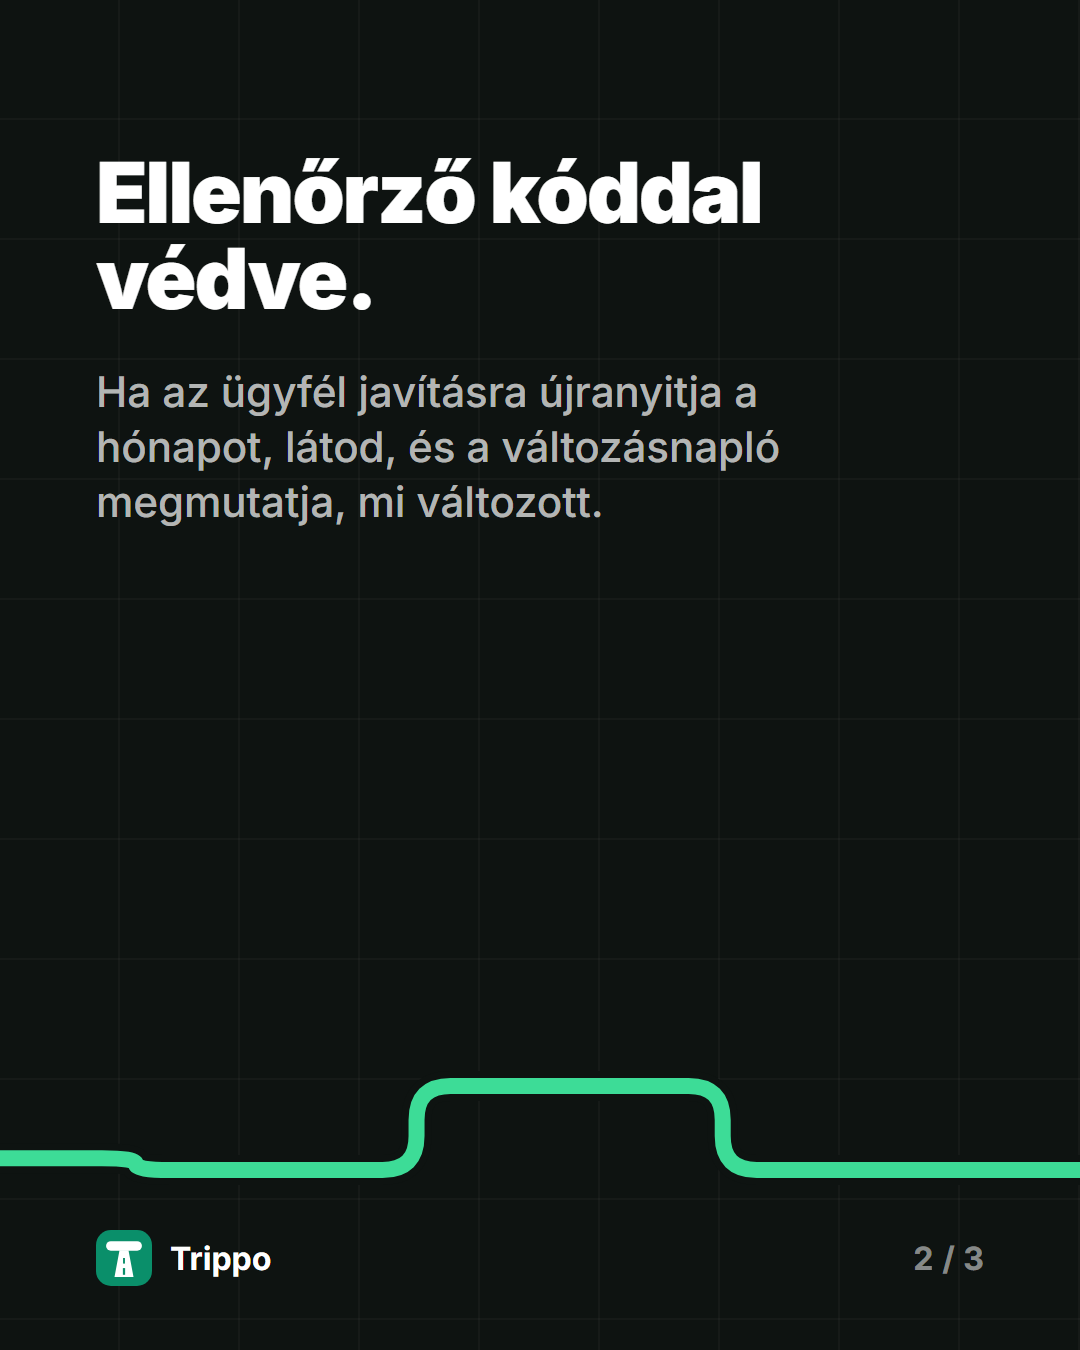 Ellenőrző kóddal
védve.
Ha az ügyfél javításra újranyitja a
hónapot, látod, és a változásnapló
megmutatja, mi változott.
Trippo
2 / 3